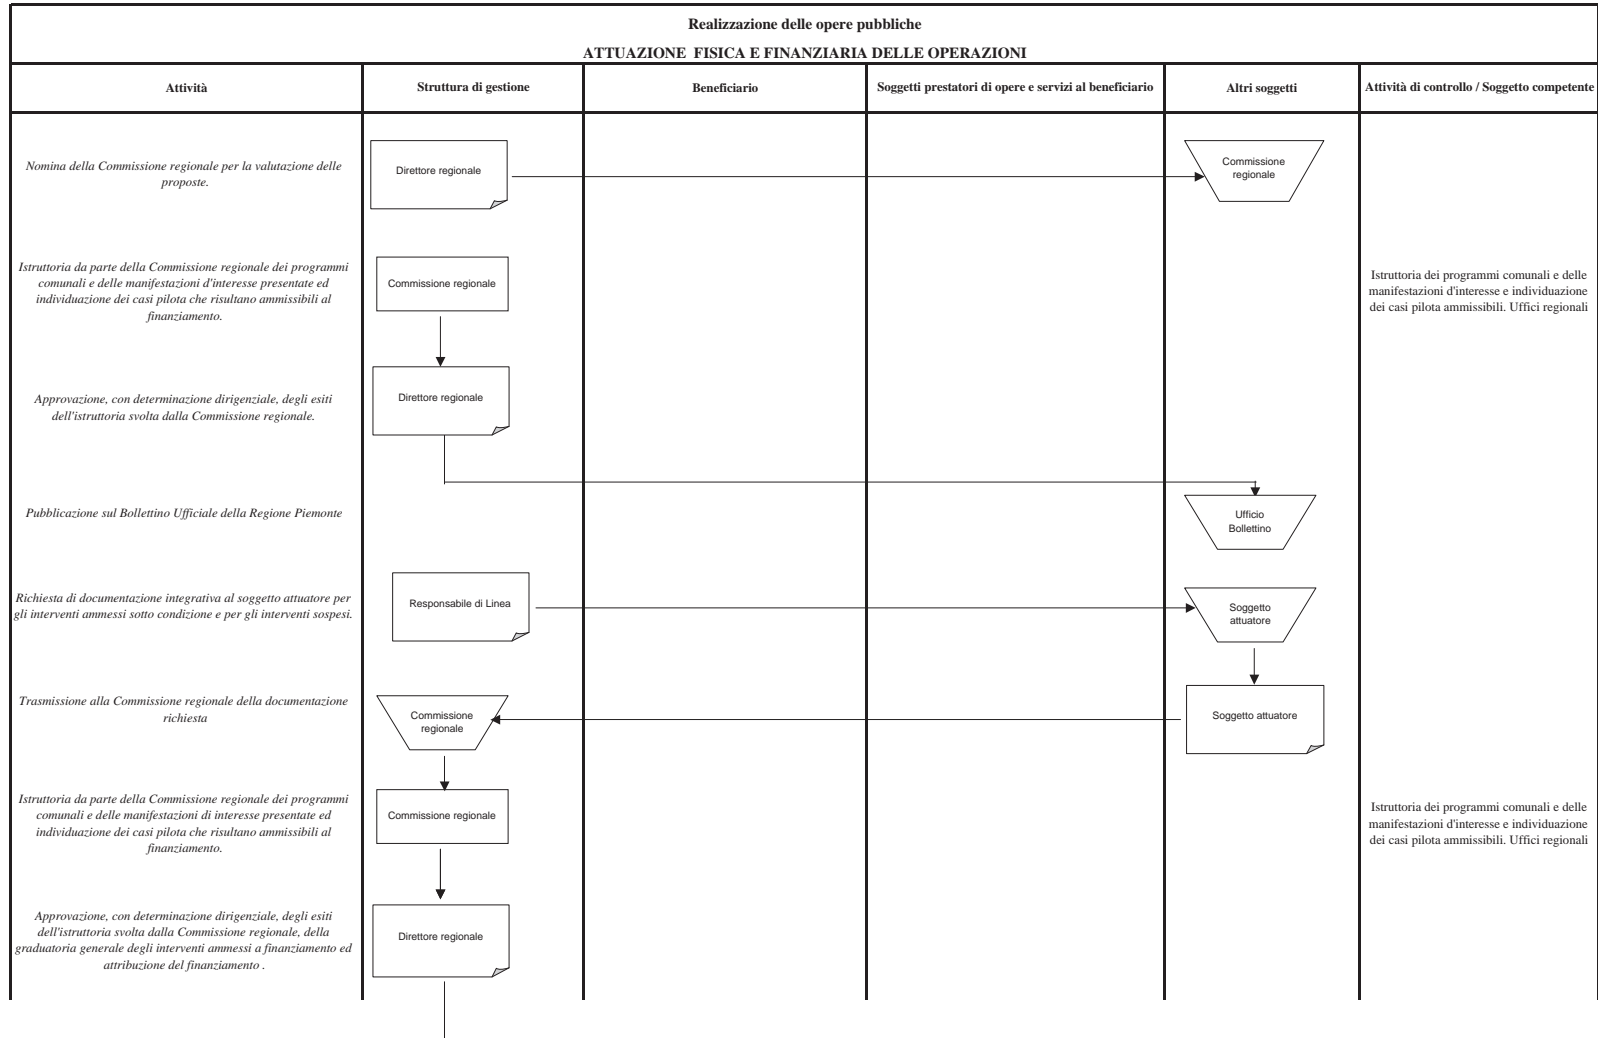 Realizzazione delle opere pubbliche
ATTUAZIONE FISICA E FINANZIARIA DELLE OPERAZIONI
Attività
Struttura di gestione
Beneficiario
Soggetti prestatori di opere e servizi al beneficiario
Altri soggetti
Attività di controllo / Soggetto competente
Nomina della Commissione regionale per la valutazione delle
proposte.
Direttore regionale
Commissione
regionale
Istruttoria da parte della Commissione regionale dei programmi
comunali e delle manifestazioni d'interesse presentate ed
individuazione dei casi pilota che risultano ammissibili al
finanziamento.
Commissione regionale
Istruttoria dei programmi comunali e delle
manifestazioni d'interesse e individuazione
dei casi pilota ammissibili. Uffici regionali
Approvazione, con determinazione dirigenziale, degli esiti
dell'istruttoria svolta dalla Commissione regionale.
Direttore regionale
Pubblicazione sul Bollettino Ufficiale della Regione Piemonte
Ufficio
Bollettino
Richiesta di documentazione integrativa al soggetto attuatore per
gli interventi ammessi sotto condizione e per gli interventi sospesi.
Responsabile di Linea
Soggetto
attuatore
Trasmissione alla Commissione regionale della documentazione
richiesta
Commissione
regionale
Soggetto attuatore
Istruttoria da parte della Commissione regionale dei programmi
comunali e delle manifestazioni di interesse presentate ed
individuazione dei casi pilota che risultano ammissibili al
finanziamento.
Commissione regionale
Istruttoria dei programmi comunali e delle
manifestazioni d'interesse e individuazione
dei casi pilota ammissibili. Uffici regionali
Approvazione, con determinazione dirigenziale, degli esiti
dell'istruttoria svolta dalla Commissione regionale, della
graduatoria generale degli interventi ammessi a finanziamento ed
attribuzione del finanziamento .
Direttore regionale